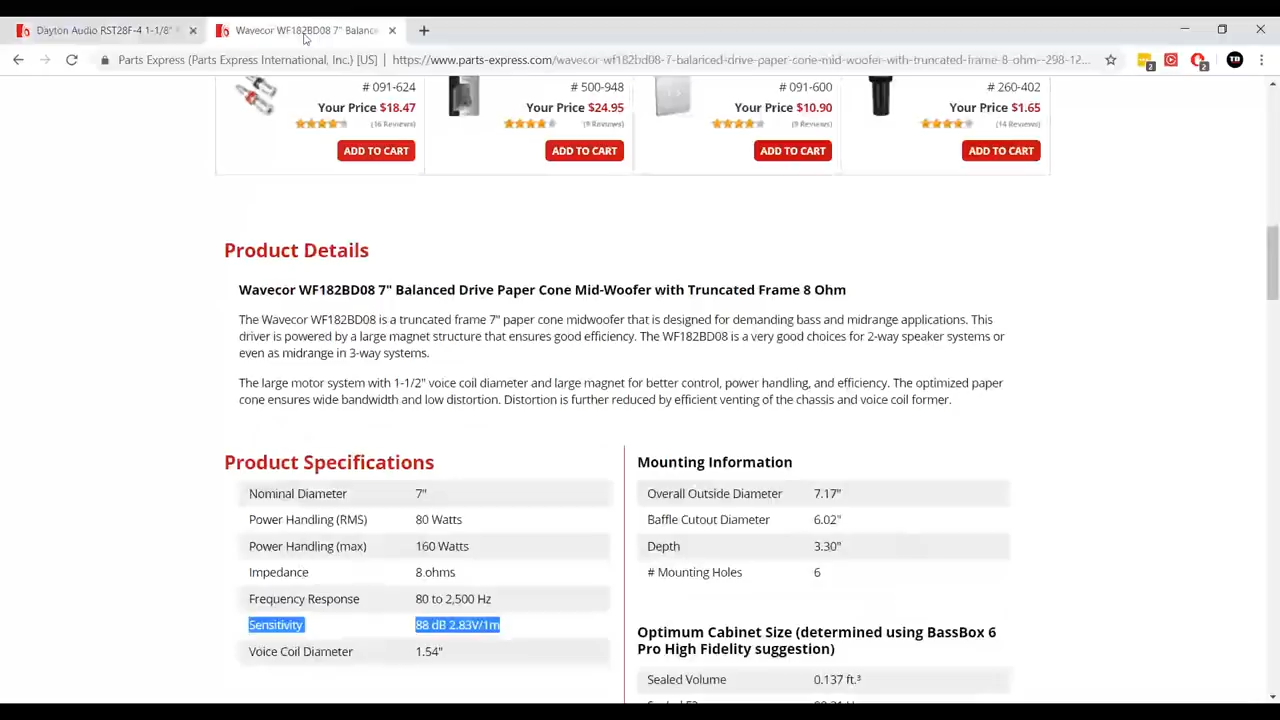 Dayton Audio RST28F-4 1-1/8"
Wavecor WF182BD08 7" Balance
Parts Express (Parts Express International, Inc.) [US] | https://www.parts-express.com/wavecor-wf182bd08-7-balanced-drive-paper-cone-mid-woofer-with-truncated-frame-8-ohm--298-12...
2
TB
2
# 091-624
# 500-948
# 091-600
# 260-402
Your Price $18.47
Your Price $24.95
Your Price $10.90
Your Price $1.65
(16 Reviews)
(14 Reviews)
ADD TO CART
ADD TO CART
ADD TO CART
ADD TO CART
Product Details
Wavecor WF182BD08 7" Balanced Drive Paper Cone Mid-Woofer with Truncated Frame 8 Ohm
The Wavecor WF182BD08 is a truncated frame 7" paper cone midwoofer that is designed for demanding bass and midrange applications. This
driver is powered by a large magnet structure that ensures good efficiency. The WF182BD08 is a very good choices for 2-way speaker systems or
even as midrange in 3-way systems.
The large motor system with 1-1/2" voice coil diameter and large magnet for better control, power handling, and efficiency. The optimized paper
cone ensures wide bandwidth and low distortion. Distortion is further reduced by efficient venting of the chassis and voice coil former.
Product Specifications
Nominal Diameter 7"
Power Handling (RMS) 80 Watts
Power Handling (max) 160 Watts
Impedance 8 ohms
Frequency Response 80 to 2,500 Hz
Sensitivity 88 dB 2.83V/1m
Voice Coil Diameter 1.54"
Mounting Information
Overall Outside Diameter 7.17"
Baffle Cutout Diameter 6.02"
Depth 3.30"
# Mounting Holes 6
Optimum Cabinet Size (determined using BassBox 6
Pro High Fidelity suggestion)
Sealed Volume 0.137 ft.³